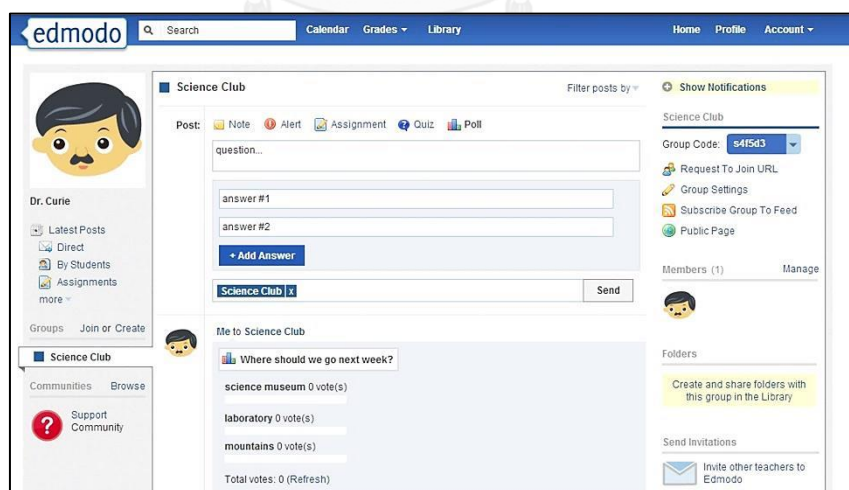 edmodo
Search
Calendar Grades Library
Home Profile Account
Dr. Curie
Latest Posts
Direct
By Students
Assignments
more
Groups Join or Create
Science Club
Communities Browse
Support
Community
Science Club
Filter posts by
Post: Note Alert Assignment Quiz Poll
question...
answer #1
answer #2
+ Add Answer
Science Club x
Send
Me to Science Club
Where should we go next week?
science museum 0 vote(s)
laboratory 0 vote(s)
mountains 0 vote(s)
Total votes: 0 (Refresh)
Show Notifications
Science Club
Group Code: s4f5d3
Request To Join URL
Group Settings
Subscribe Group To Feed
Public Page
Members (1) Manage
Folders
Create and share folders with
this group in the Library
Send Invitations
Invite other teachers to
Edmodo